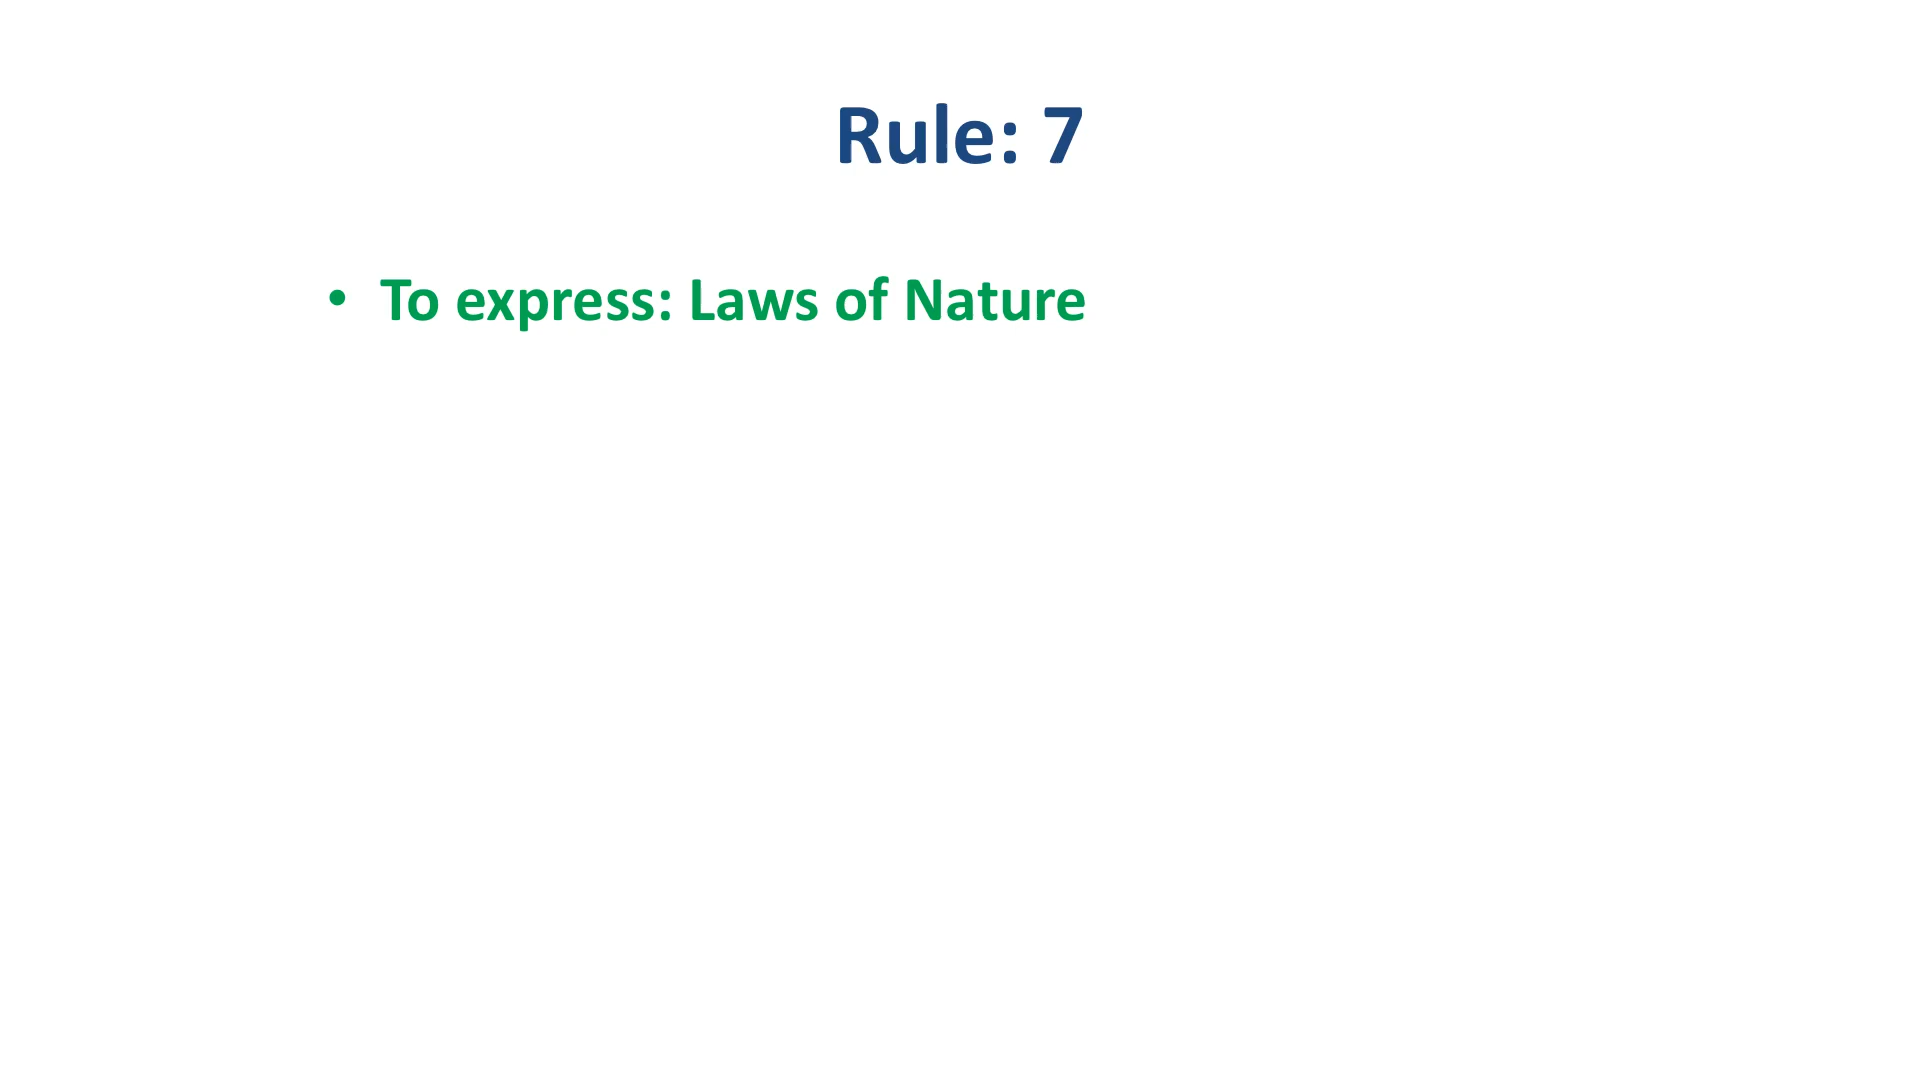 Rule: 7
• To express: Laws of Nature